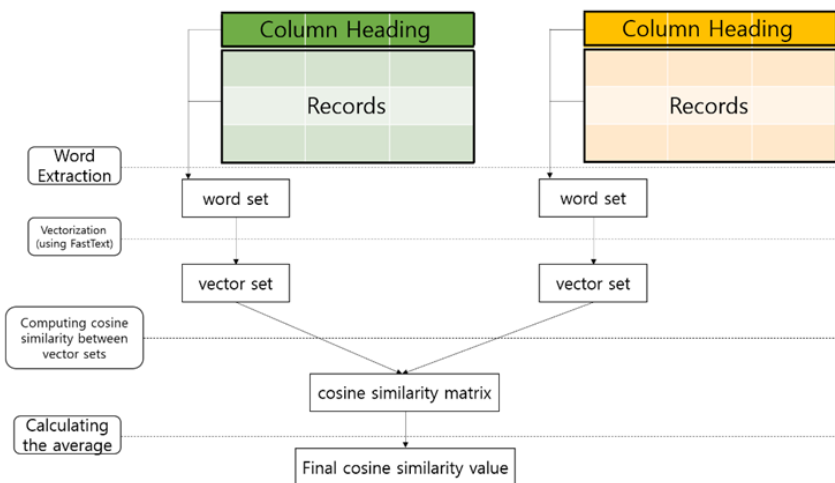 Column Heading
Column Heading
Records
Records
Word
Extraction
word set
word set
Vectorization
(using FastText)
vector set
vector set
Computing cosine
similarity between
vector sets
cosine similarity matrix
Calculating
the average
Final cosine similarity value